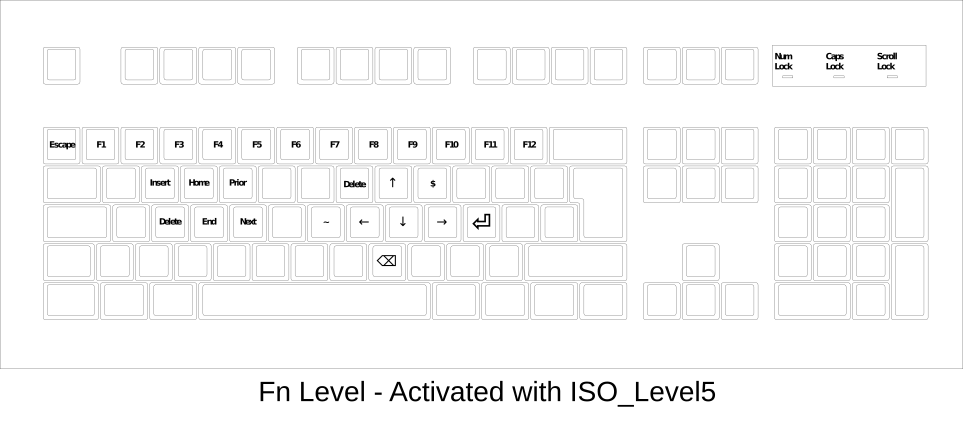 Num Caps Scroll
Lock Lock Lock
Escape F1 F2 F3 F4 F5 F6 F7 F8 F9 F10 F11 F12
Insert Home Prior Delete ↑ $
Delete End Next ~ ← ↓ → ⏎
⌫
Fn Level - Activated with ISO_Level5